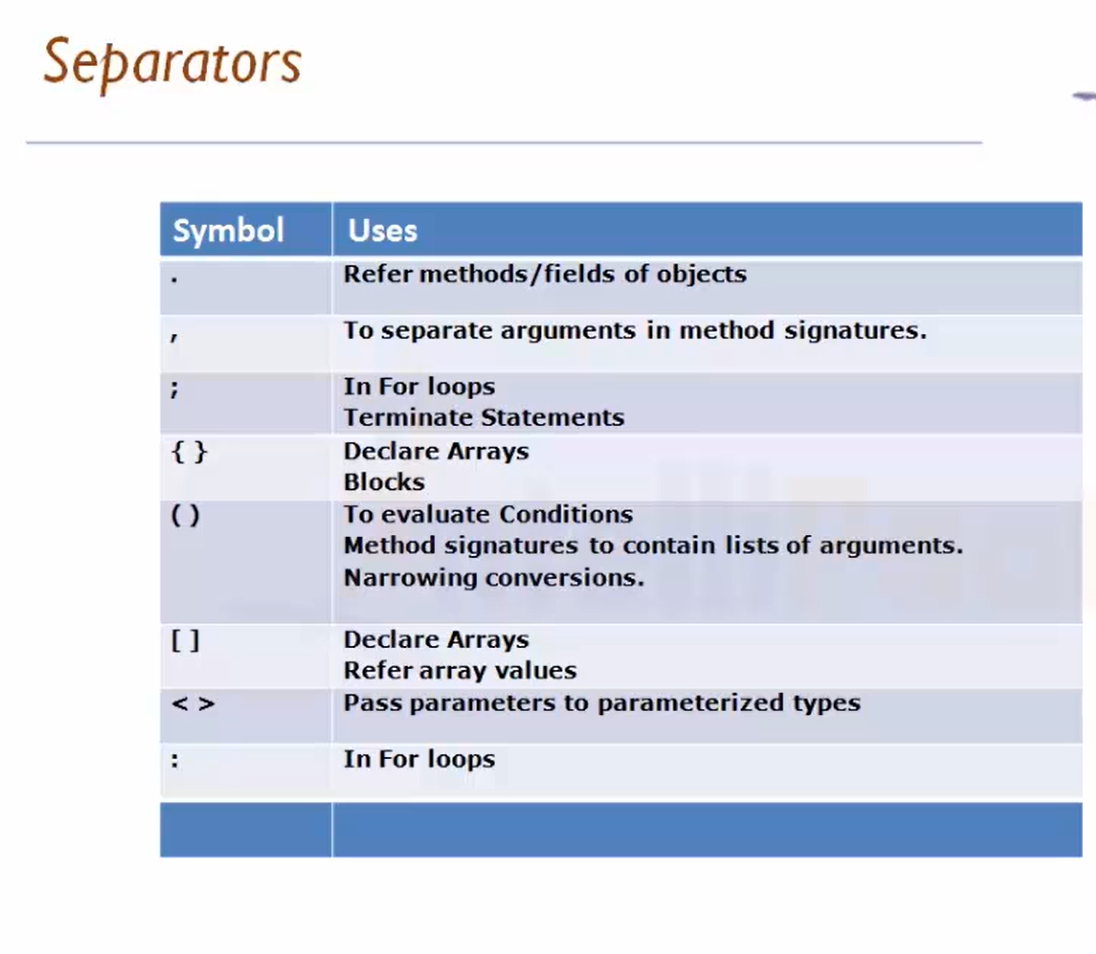 Separators
Symbol Uses
. Refer methods/fields of objects
, To separate arguments in method signatures.
; In For loops
Terminate Statements
{ } Declare Arrays
Blocks
( ) To evaluate Conditions
Method signatures to contain lists of arguments.
Narrowing conversions.
[ ] Declare Arrays
Refer array values
< > Pass parameters to parameterized types
: In For loops